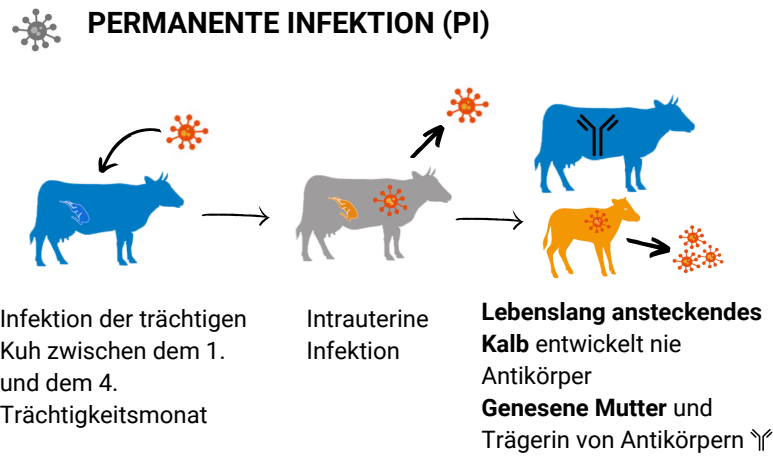 PERMANENTE INFEKTION (PI)
Infektion der trächtigen
Kuh zwischen dem 1.
und dem 4.
Trächtigkeitsmonat
Intrauterine
Infektion
Lebenslang ansteckendes
Kalb entwickelt nie
Antikörper
Genesene Mutter und
Trägerin von Antikörpern